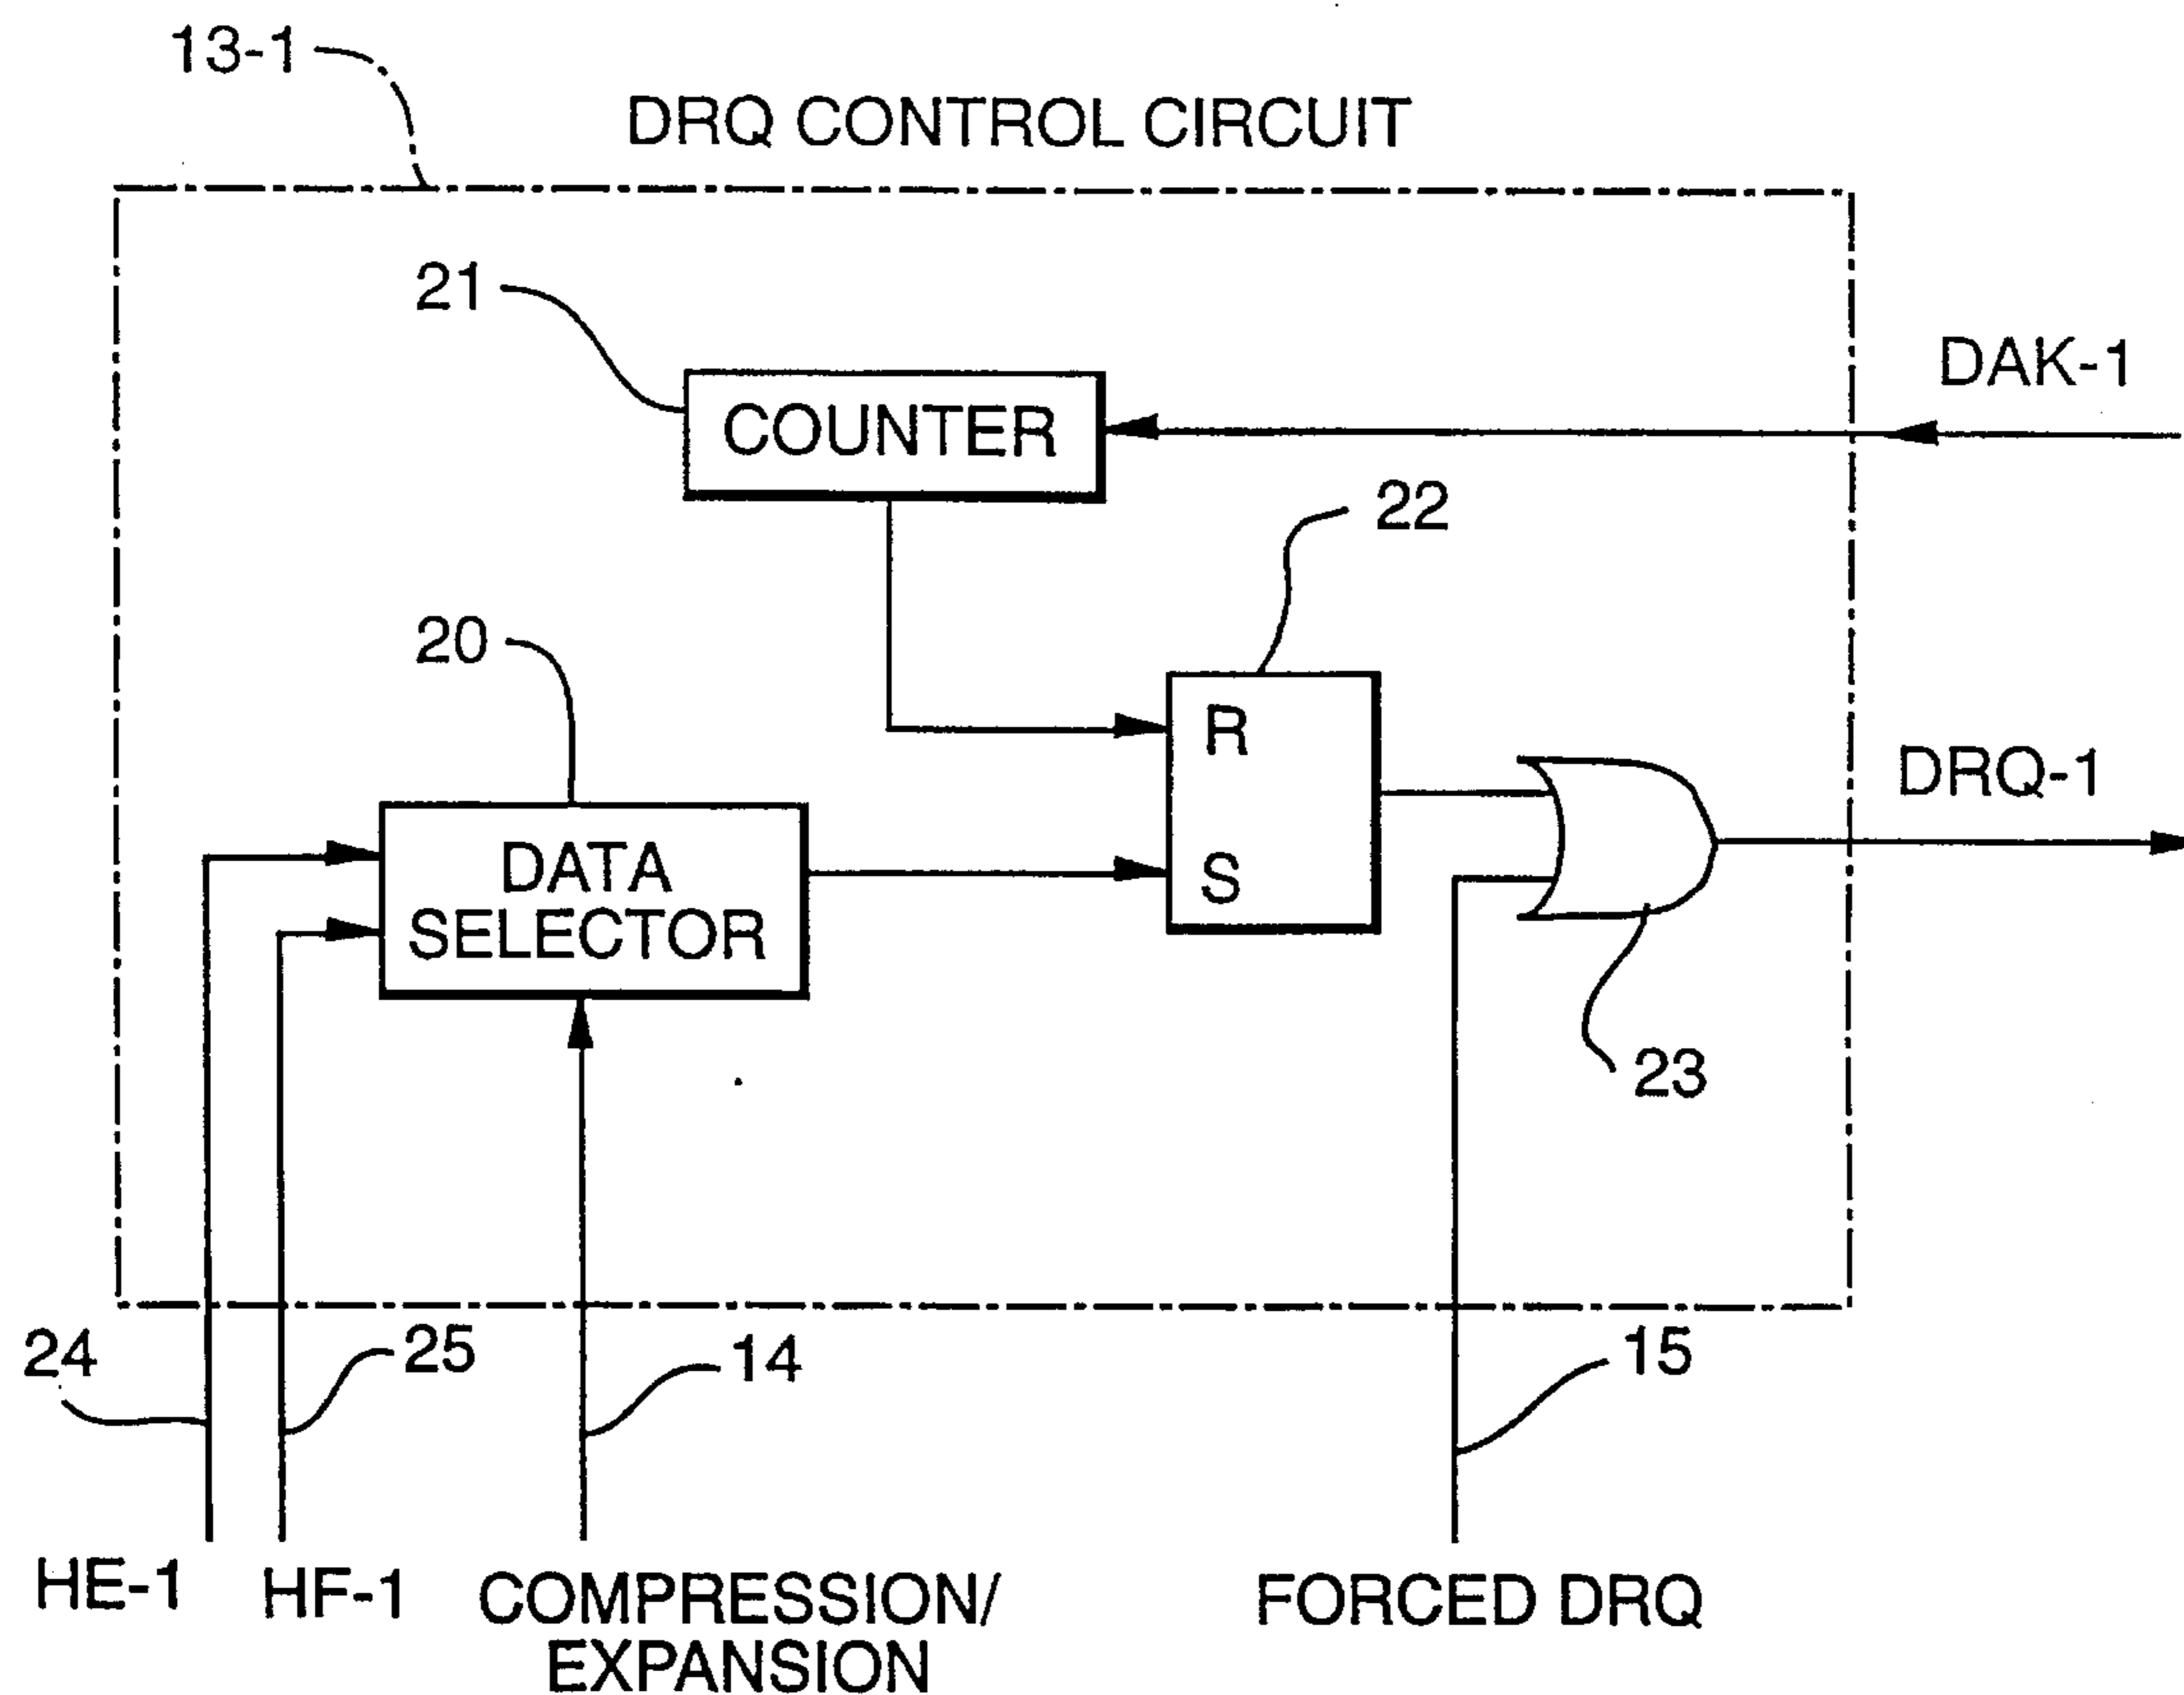 13-1
DRQ CONTROL CIRCUIT
21
COUNTER
DAK-1
22
20
R
S
DRQ-1
DATA
SELECTOR
23
24
25
14
15
HE-1
HF-1
COMPRESSION/
EXPANSION
FORCED DRQ